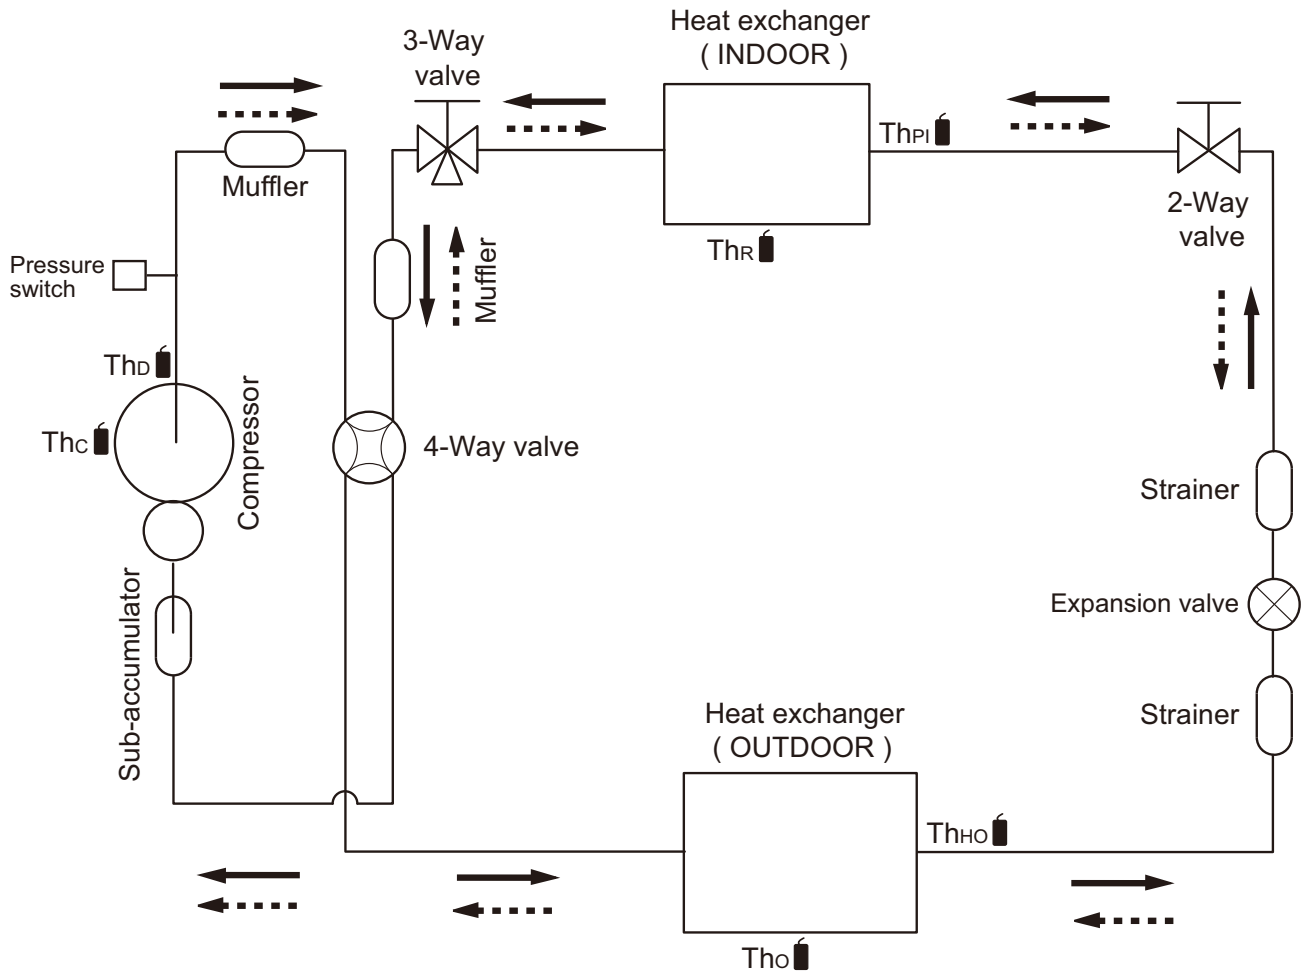 Heat exchanger
( INDOOR )
3-Way
valve
ThPI
Muffler
2-Way
valve
ThR
Muffler
Pressure
switch
ThD
Compressor
ThC
4-Way valve
Strainer
Expansion valve
Sub-accumulator
Strainer
Heat exchanger
( OUTDOOR )
ThHO
ThO